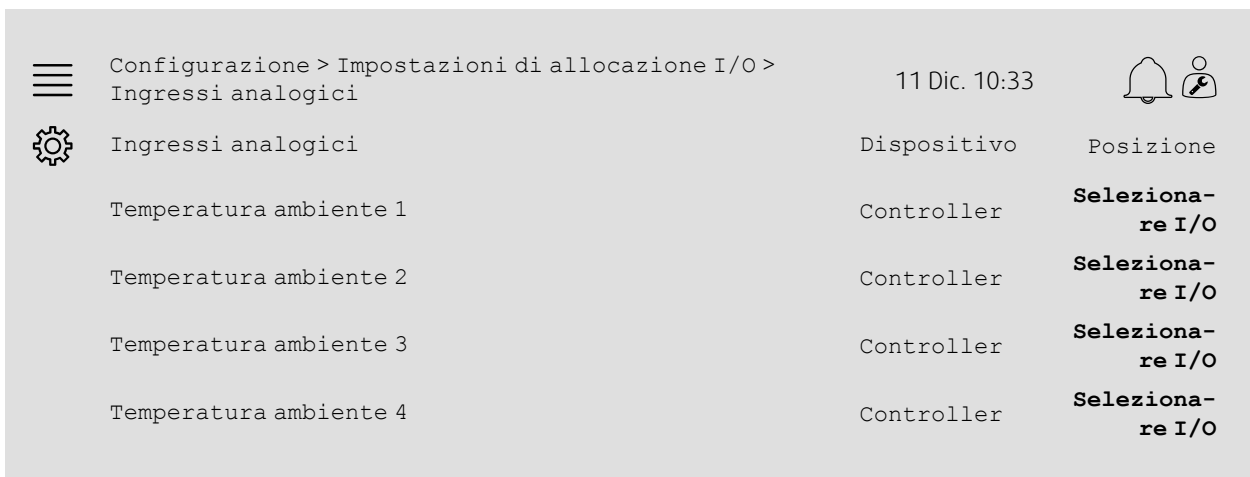 Configurazione > Impostazioni di allocazione I/O >
Ingressi analogici
11 Dic. 10:33
Ingressi analogici Dispositivo Posizione
Temperatura ambiente 1 Controller Seleziona-
re I/O
Temperatura ambiente 2 Controller Seleziona-
re I/O
Temperatura ambiente 3 Controller Seleziona-
re I/O
Temperatura ambiente 4 Controller Seleziona-
re I/O